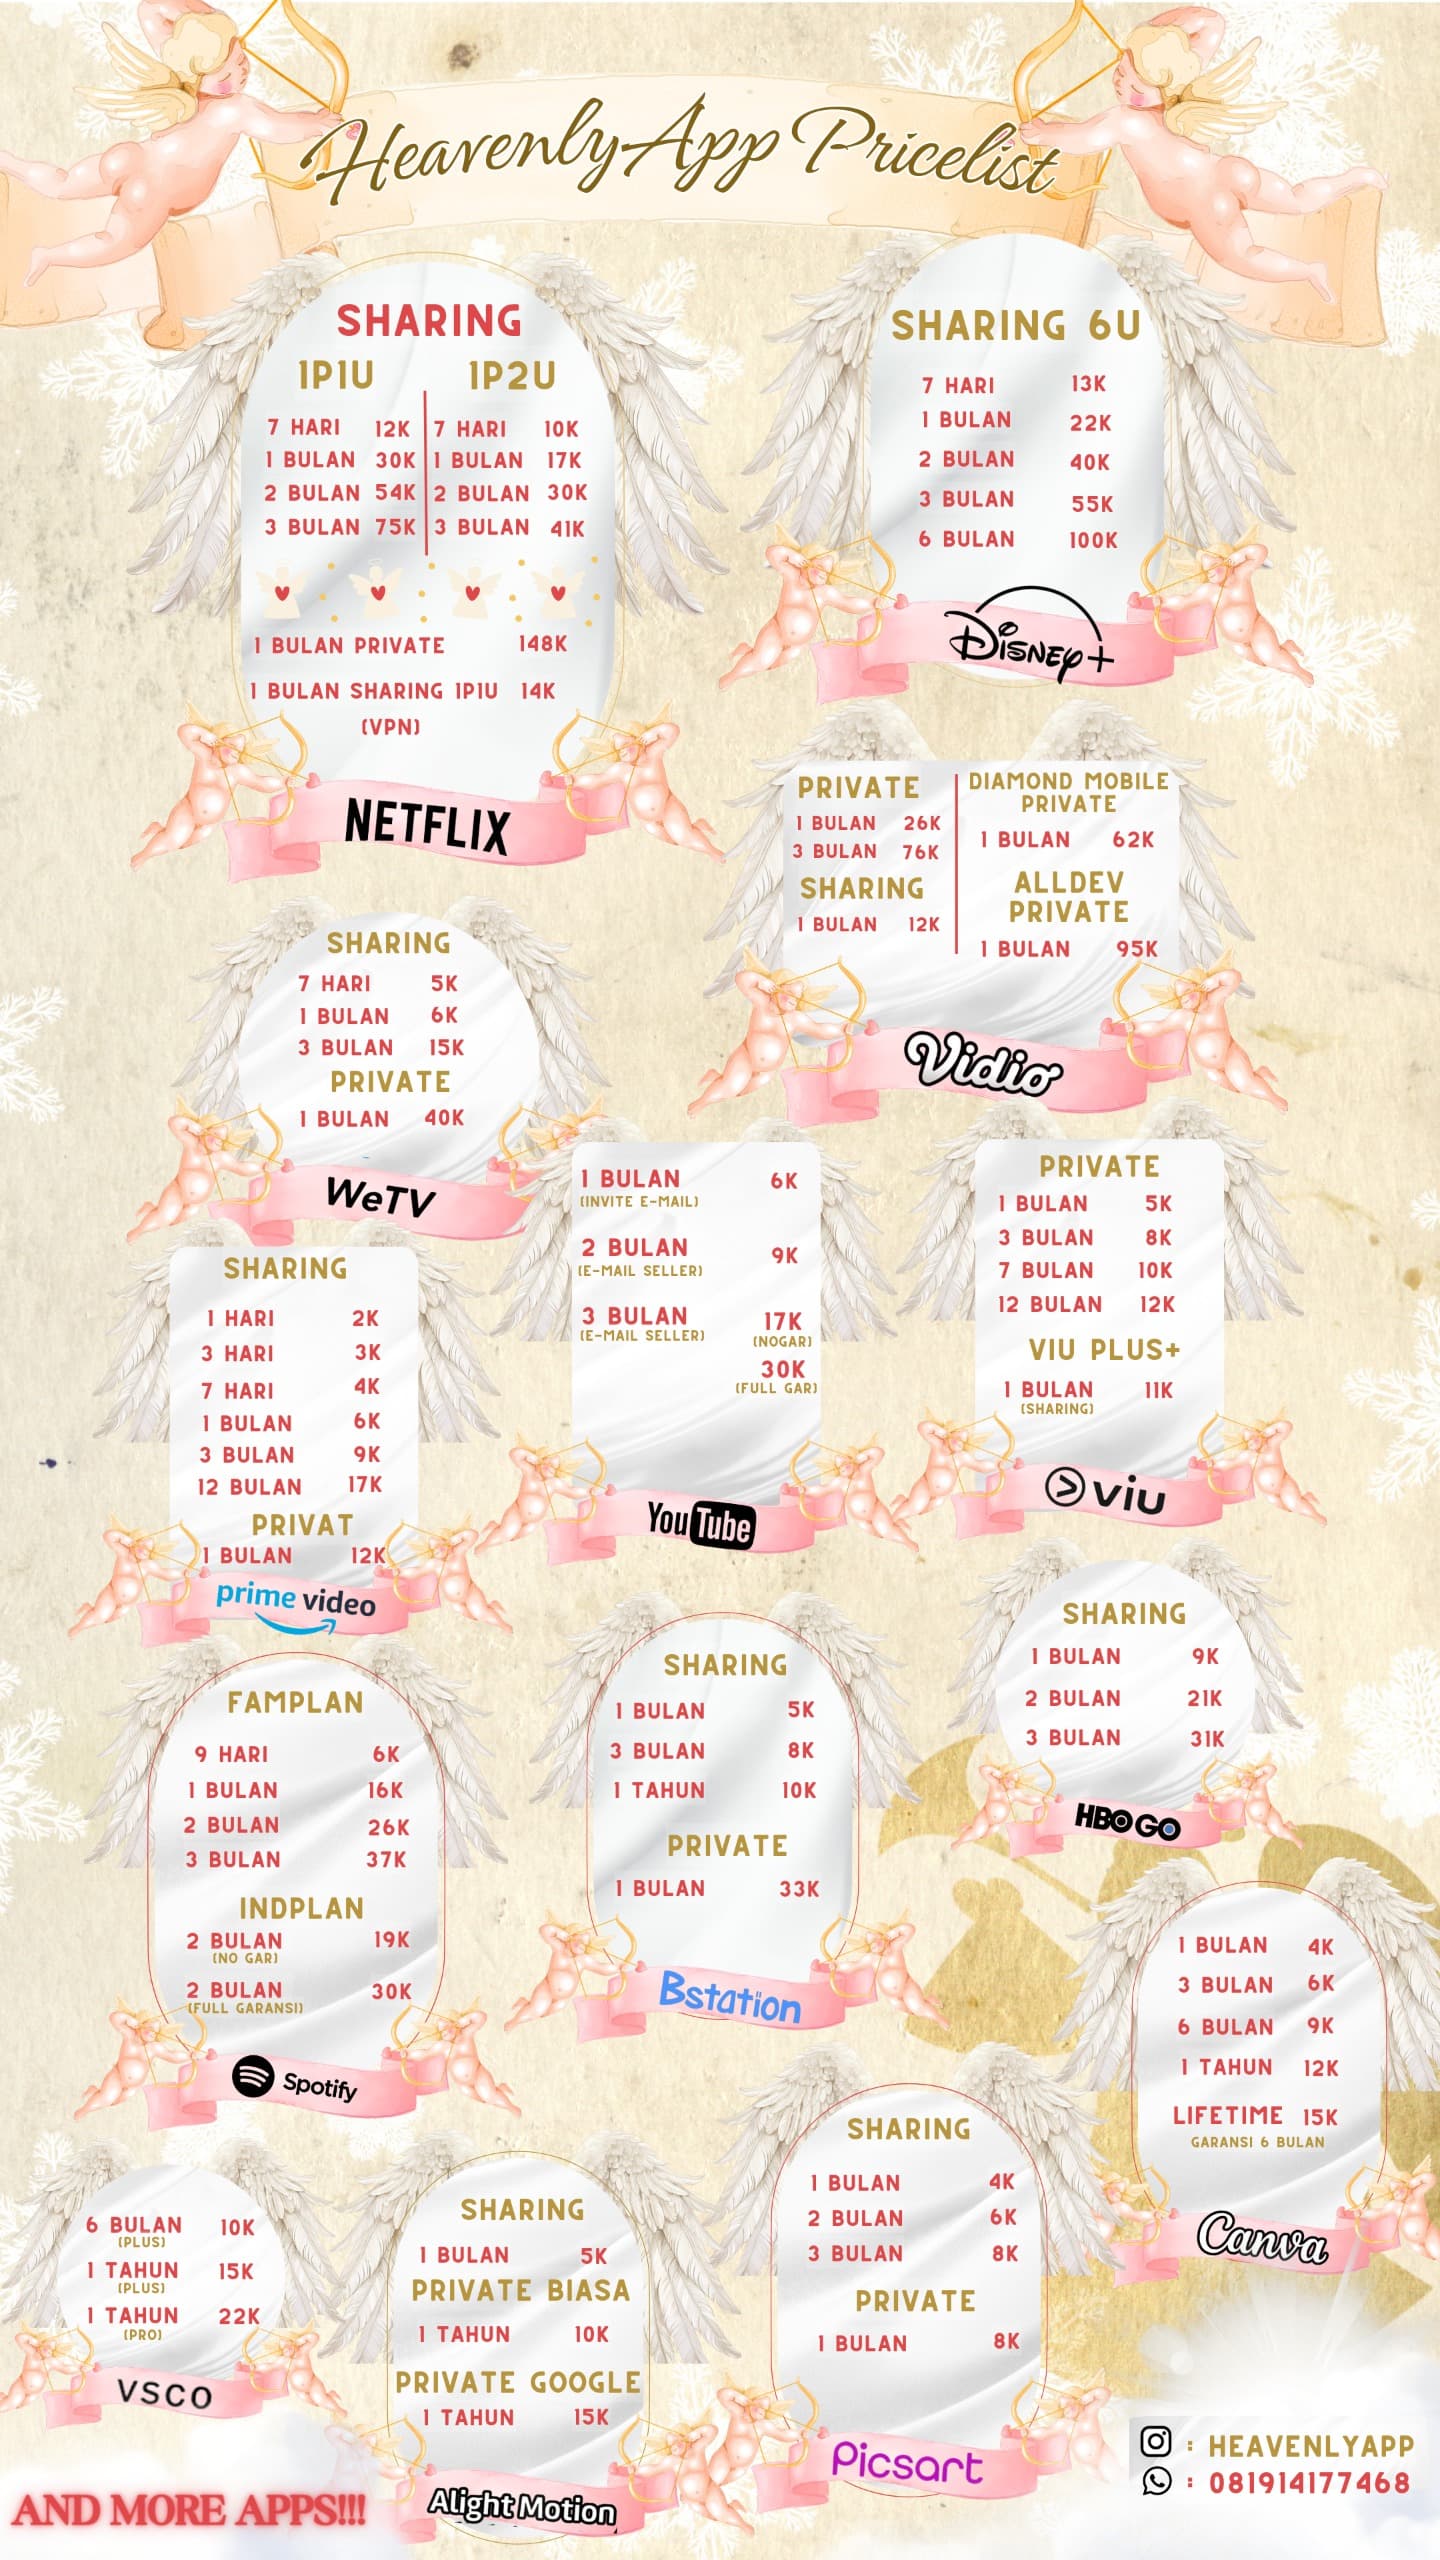 HeavenlyApp Pricelist
SHARING
1P1U 1P2U
7 HARI 12K 7 HARI 10K
1 BULAN 30K 1 BULAN 17K
2 BULAN 54K 2 BULAN 30K
3 BULAN 75K 3 BULAN 41K
1 BULAN PRIVATE 148K
1 BULAN SHARING 1P1U 14K
(VPN)
NETFLIX
SHARING 6U
7 HARI 13K
1 BULAN 22K
2 BULAN 40K
3 BULAN 55K
6 BULAN 100K
Disney+
PRIVATE
1 BULAN 26K
3 BULAN 76K
SHARING
1 BULAN 12K
DIAMOND MOBILE
PRIVATE
1 BULAN 62K
ALLDEV
PRIVATE
1 BULAN 95K
Vidio
SHARING
7 HARI 5K
1 BULAN 6K
3 BULAN 15K
PRIVATE
1 BULAN 40K
WeTV
1 BULAN 6K
(INVITE E-MAIL)
2 BULAN 9K
(E-MAIL SELLER)
3 BULAN 17K
(E-MAIL SELLER) (NOGAR)
30K
(FULL GAR)
YouTube
PRIVATE
1 BULAN 5K
3 BULAN 8K
7 BULAN 10K
12 BULAN 12K
VIU PLUS+
1 BULAN 11K
(SHARING)
viu
SHARING
1 HARI 2K
3 HARI 3K
7 HARI 4K
1 BULAN 6K
3 BULAN 9K
12 BULAN 17K
PRIVAT
1 BULAN 12K
prime video
SHARING
1 BULAN 5K
3 BULAN 8K
1 TAHUN 10K
PRIVATE
1 BULAN 33K
Bstation
SHARING
1 BULAN 9K
2 BULAN 21K
3 BULAN 31K
HBO GO
FAMPLAN
9 HARI 6K
1 BULAN 16K
2 BULAN 26K
3 BULAN 37K
INDPLAN
2 BULAN 19K
(NO GAR)
2 BULAN 30K
(FULL GARANSI)
Spotify
1 BULAN 4K
3 BULAN 6K
6 BULAN 9K
1 TAHUN 12K
LIFETIME 15K
GARANSI 6 BULAN
Canva
6 BULAN 10K
(PLUS)
1 TAHUN 15K
(PLUS)
1 TAHUN 22K
(PRO)
VSCO
SHARING
1 BULAN 5K
PRIVATE BIASA
1 TAHUN 10K
PRIVATE GOOGLE
1 TAHUN 15K
Alight Motion
SHARING
1 BULAN 4K
2 BULAN 6K
3 BULAN 8K
PRIVATE
1 BULAN 8K
Picsart
: HEAVENLYAPP
: 081914177468
AND MORE APPS!!!